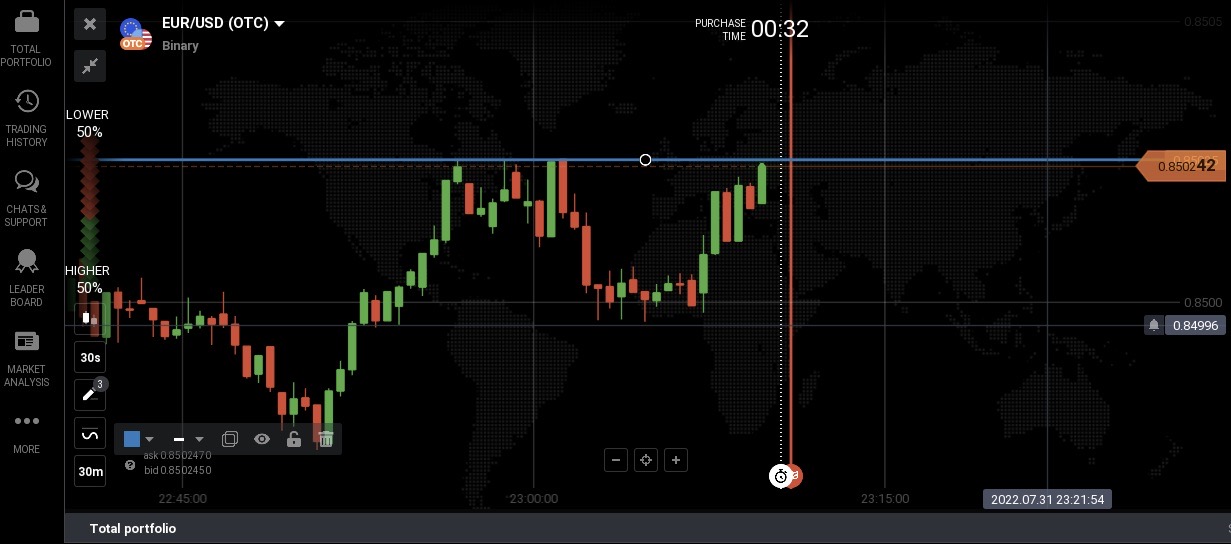 TOTAL
PORTFOLIO
TRADING
HISTORY
CHATS &
SUPPORT
LEADER
BOARD
MARKET
ANALYSIS
MORE
EUR/USD (OTC)
Binary
OTC
PURCHASE
TIME
00:32
0.8505
LOWER
50%
0.850242
HIGHER
50%
0.8500
0.84996
30s
3
30m
ask 0.8502470
bid 0.8502450
22:45:00
23:00:00
23:15:00
2022.07.31 23:21:54
Total portfolio